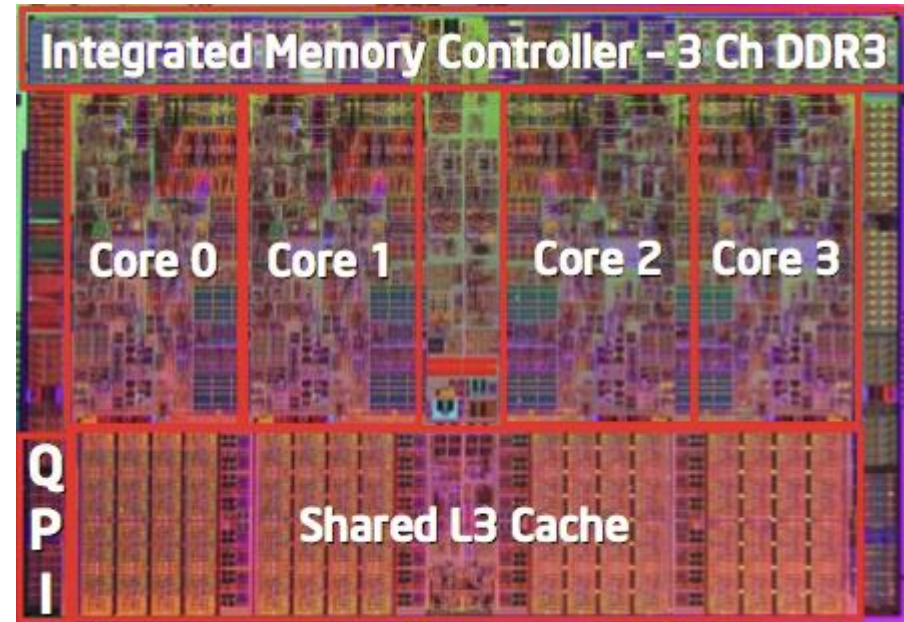 Integrated Memory Controller – 3 Ch DDR3
Core 0
Core 1
Core 2
Core 3
Q
P
I
Shared L3 Cache